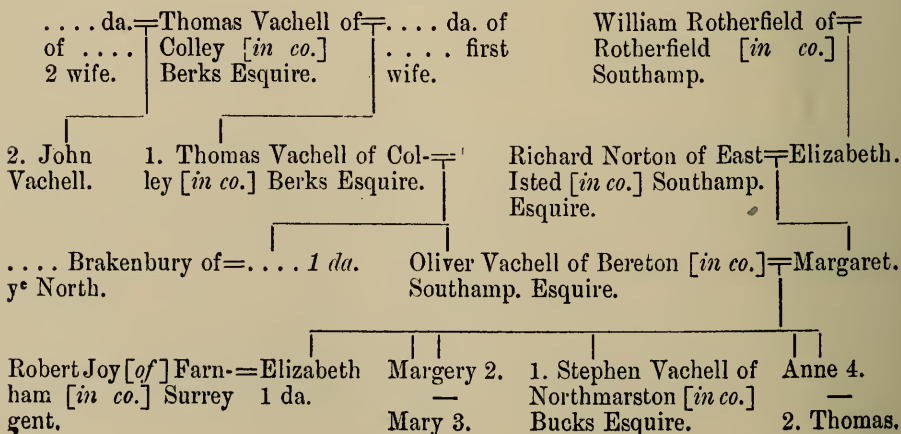 . . . . da.
of . . . .
2 wife.
Thomas Vachell of
Colley [in co.]
Berks Esquire.
. . . . da. of
. . . . first
wife.
William Rotherfield of
Rotherfield [in co.]
Southamp.
2. John
Vachell.
1. Thomas Vachell of Col-
ley [in co.] Berks Esquire.
Richard Norton of East
Isted [in co.] Southamp.
Esquire.
Elizabeth.
. . . . Brakenbury of
yᵉ North.
. . . . 1 da.
Oliver Vachell of Bereton [in co.]
Southamp. Esquire.
Margaret.
Robert Joy [of] Farn-
ham [in co.] Surrey
gent.
Elizabeth
1 da.
Margery 2.
—
Mary 3.
1. Stephen Vachell of
Northmarston [in co.]
Bucks Esquire.
Anne 4.
—
2. Thomas.